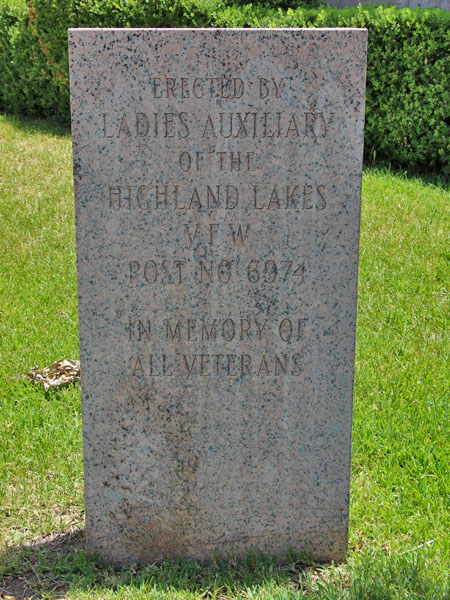 ERECTED BY
LADIES AUXILIARY
OF THE
HIGHLAND LAKES
V F W
POST NO 6974
IN MEMORY OF
ALL VETERANS